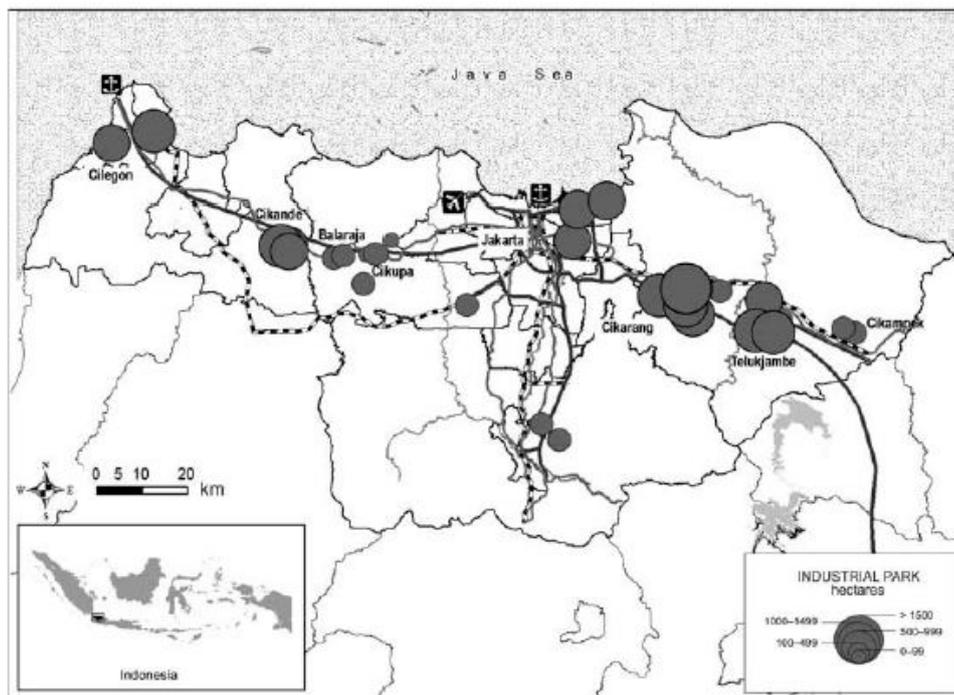 Java Sea
Cilegon
Cikande
Balaraja
Cikupa
Jakarta
Cikarang
Telukjambe
Cikampek
N
W E
S
0 5 10 20
km
Indonesia
INDUSTRIAL PARK
hectares
> 1500
1000–1499
500–999
100–499
0–99